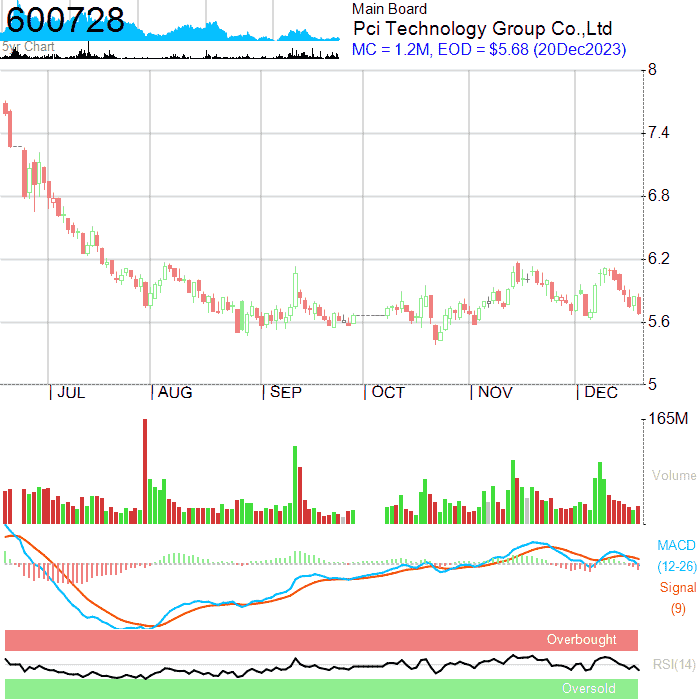 600728
5yr Chart
Main Board
Pci Technology Group Co.,Ltd
MC = 1.2M, EOD = $5.68 (20Dec2023)
8
7.4
6.8
6.2
5.6
5
JUL AUG SEP OCT NOV DEC
165M
Volume
MACD
(12-26)
Signal
(9)
Overbought
RSI(14)
Oversold